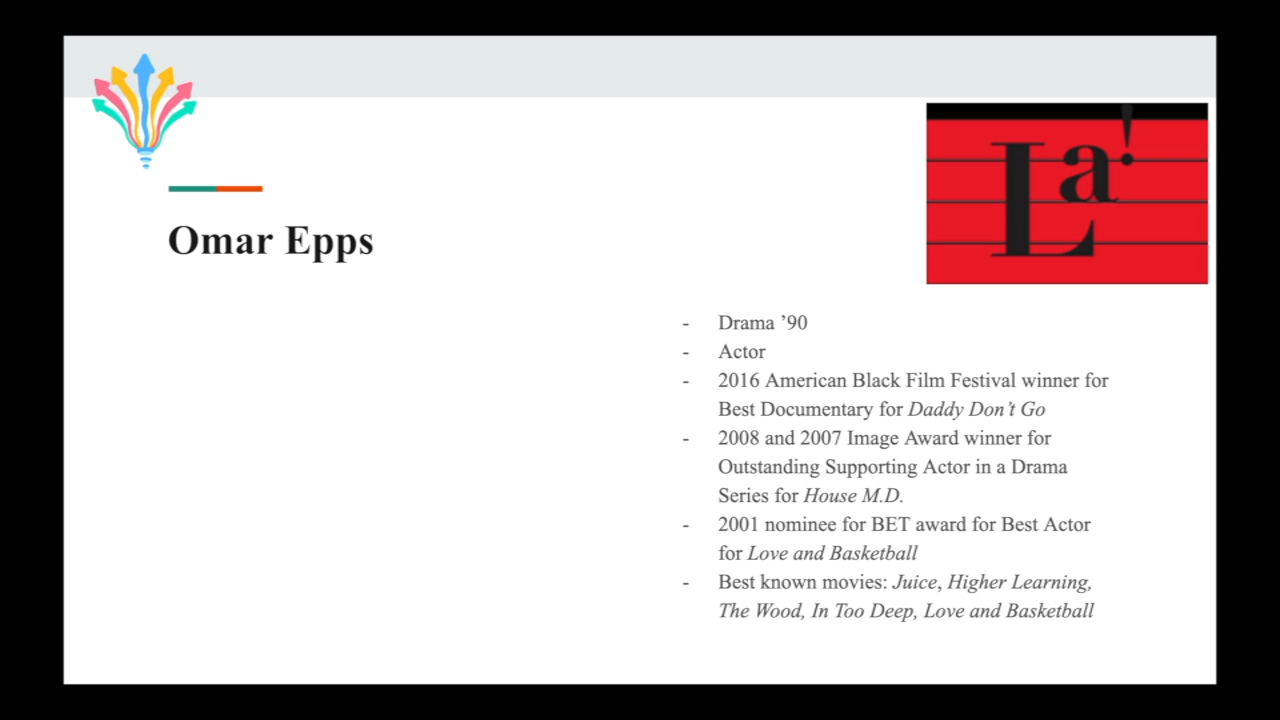 La!
Omar Epps
- Drama ’90
- Actor
- 2016 American Black Film Festival winner for
Best Documentary for Daddy Don’t Go
- 2008 and 2007 Image Award winner for
Outstanding Supporting Actor in a Drama
Series for House M.D.
- 2001 nominee for BET award for Best Actor
for Love and Basketball
- Best known movies: Juice, Higher Learning,
The Wood, In Too Deep, Love and Basketball